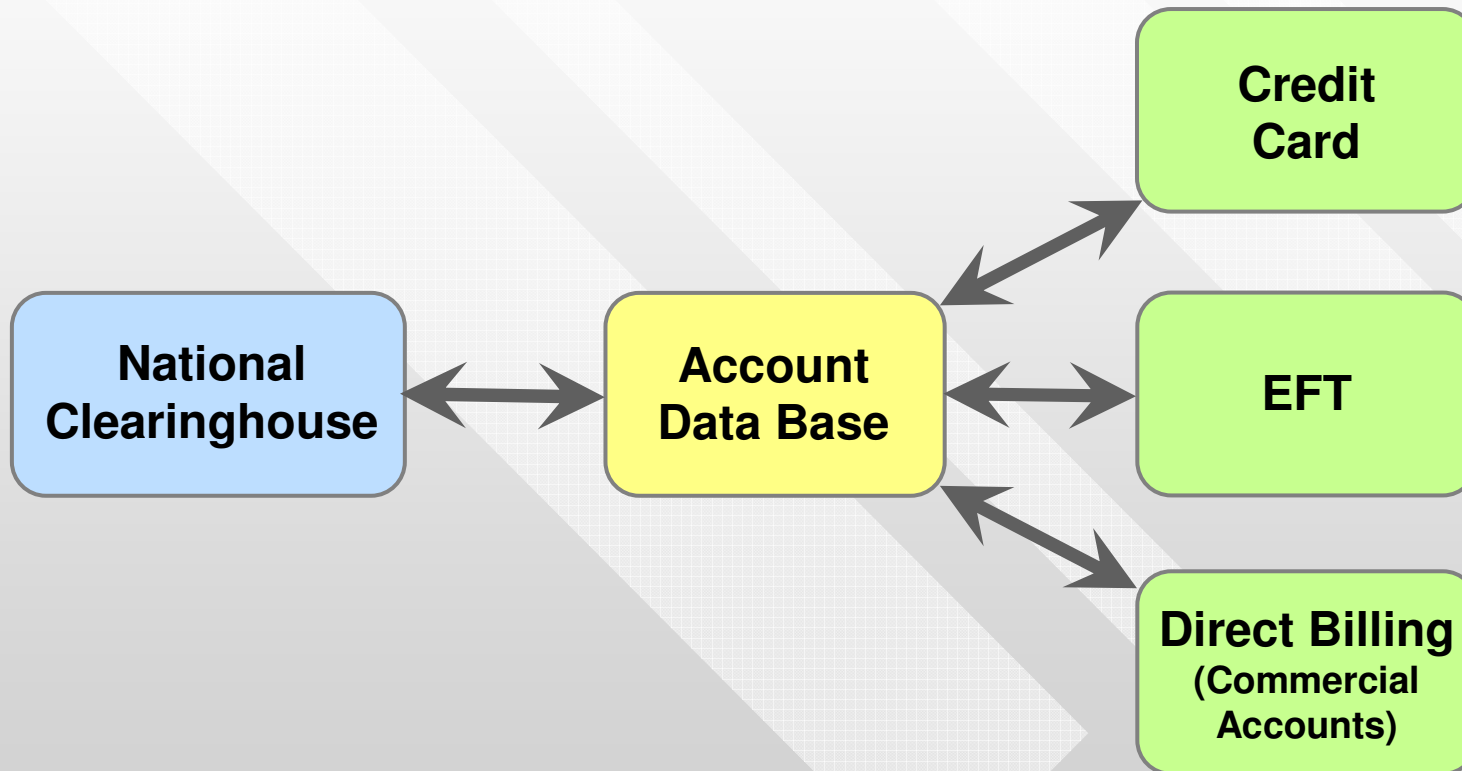 National
Clearinghouse
Account
Data Base
Credit
Card
EFT
Direct Billing
(Commercial
Accounts)